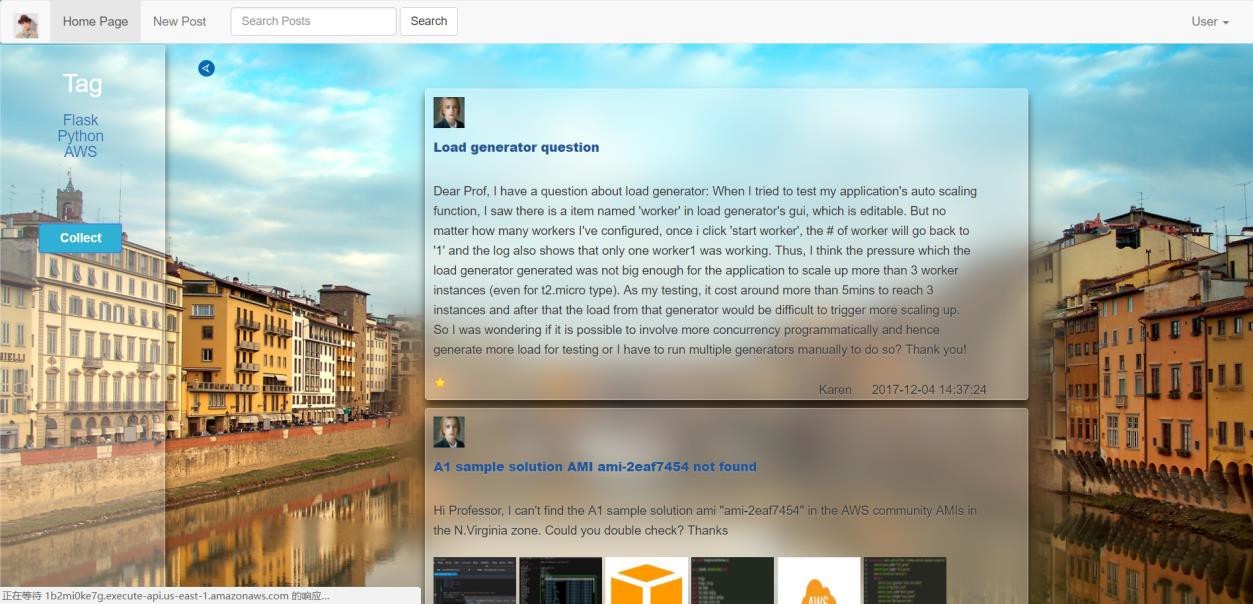 Home Page New Post Search Posts Search User
Tag
Flask
Python
AWS
Collect
Load generator question
Dear Prof, I have a question about load generator: When I tried to test my application's auto scaling
function, I saw there is a item named 'worker' in load generator's gui, which is editable. But no
matter how many workers I've configured, once i click 'start worker', the # of worker will go back to
'1' and the log also shows that only one worker1 was working. Thus, I think the pressure which the
load generator generated was not big enough for the application to scale up more than 3 worker
instances (even for t2.micro type). As my testing, it cost around more than 5mins to reach 3
instances and after that the load from that generator would be difficult to trigger more scaling up.
So I was wondering if it is possible to involve more concurrency programmatically and hence
generate more load for testing or I have to run multiple generators manually to do so? Thank you!
Karen 2017-12-04 14:37:24
A1 sample solution AMI ami-2eaf7454 not found
Hi Professor, I can't find the A1 sample solution ami "ami-2eaf7454" in the AWS community AMIs in
the N.Virginia zone. Could you double check? Thanks
AWS
正在等待 1b2mi0ke7g.execute-api.us-east-1.amazonaws.com 的响应...